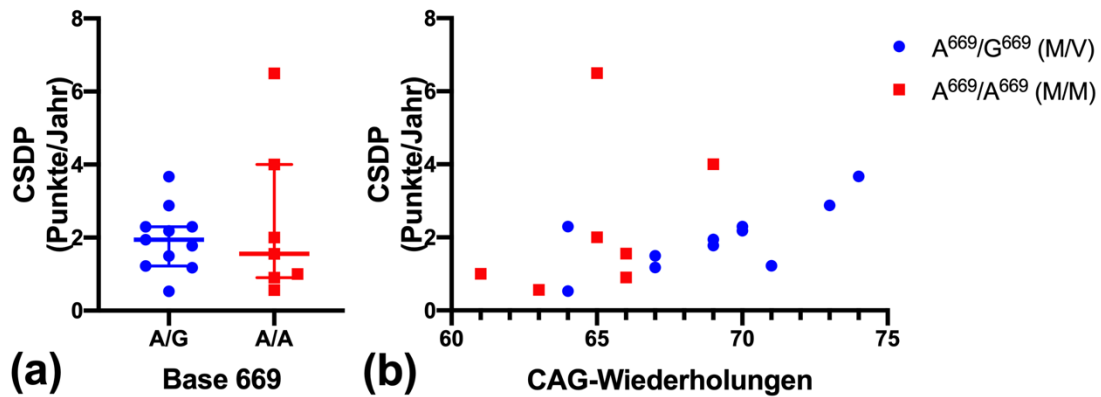 8
6
4
2
0
CSDP
(Punkte/Jahr)
A/G
A/A
Base 669
(a)
8
6
4
2
0
CSDP
(Punkte/Jahr)
60
65
70
75
CAG-Wiederholungen
(b)
A⁶⁶⁹/G⁶⁶⁹ (M/V)
A⁶⁶⁹/A⁶⁶⁹ (M/M)